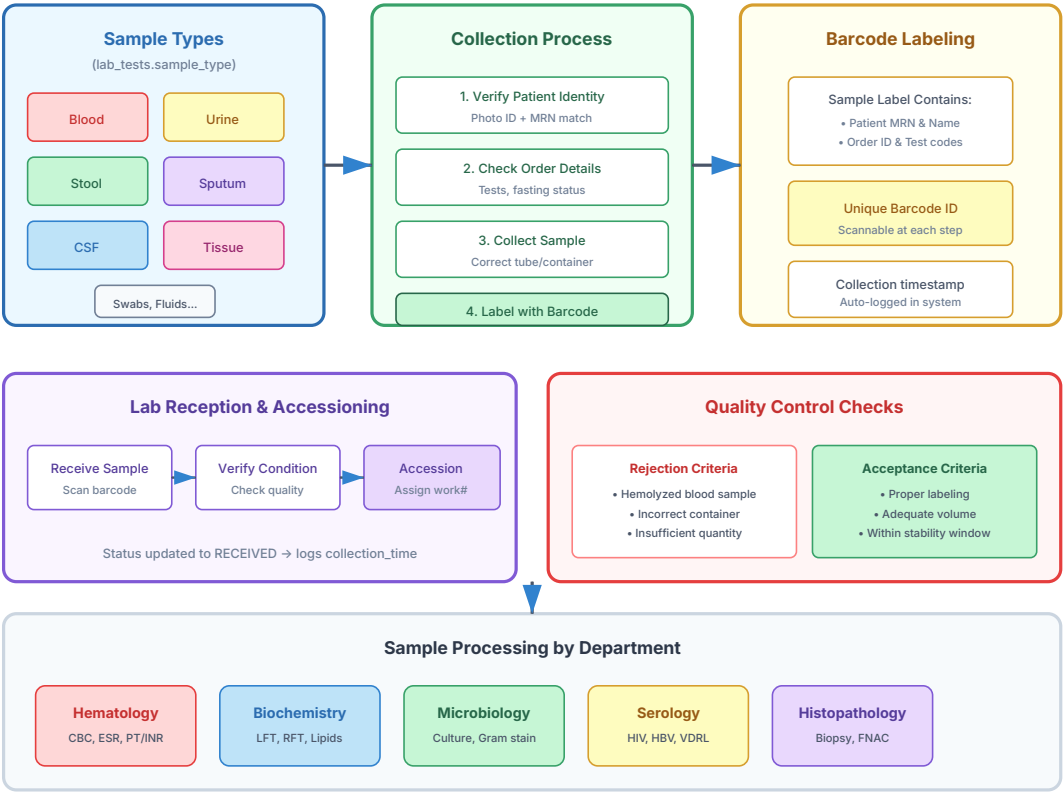 Sample Types
(lab_tests.sample_type)
Blood
Urine
Stool
Sputum
CSF
Tissue
Swabs, Fluids...
Collection Process
1. Verify Patient Identity
Photo ID + MRN match
2. Check Order Details
Tests, fasting status
3. Collect Sample
Correct tube/container
4. Label with Barcode
Barcode Labeling
Sample Label Contains:
• Patient MRN & Name
• Order ID & Test codes
Unique Barcode ID
Scannable at each step
Collection timestamp
Auto-logged in system
Lab Reception & Accessioning
Receive Sample
Scan barcode
Verify Condition
Check quality
Accession
Assign work#
Status updated to RECEIVED → logs collection_time
Quality Control Checks
Rejection Criteria
• Hemolyzed blood sample
• Incorrect container
• Insufficient quantity
Acceptance Criteria
• Proper labeling
• Adequate volume
• Within stability window
Sample Processing by Department
Hematology
CBC, ESR, PT/INR
Biochemistry
LFT, RFT, Lipids
Microbiology
Culture, Gram stain
Serology
HIV, HBV, VDRL
Histopathology
Biopsy, FNAC